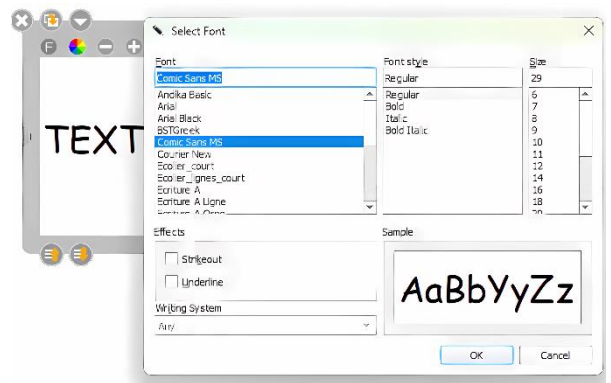 Select Font
F
TEXT
Font
Comic Sans MS
Andika Basic
Arial
Arial Black
BSTGreek
Comic Sans MS
Courier New
Ecolier_court
Ecolier_lignes_court
Ecriture A
Ecriture A Ligne
Font style
Regular
Regular
Bold
Italic
Bold Italic
Size
29
6
7
8
9
10
11
12
14
16
18
20
Effects
Strikeout
Underline
Writing System
Any
Sample
AaBbYyZz
OK
Cancel